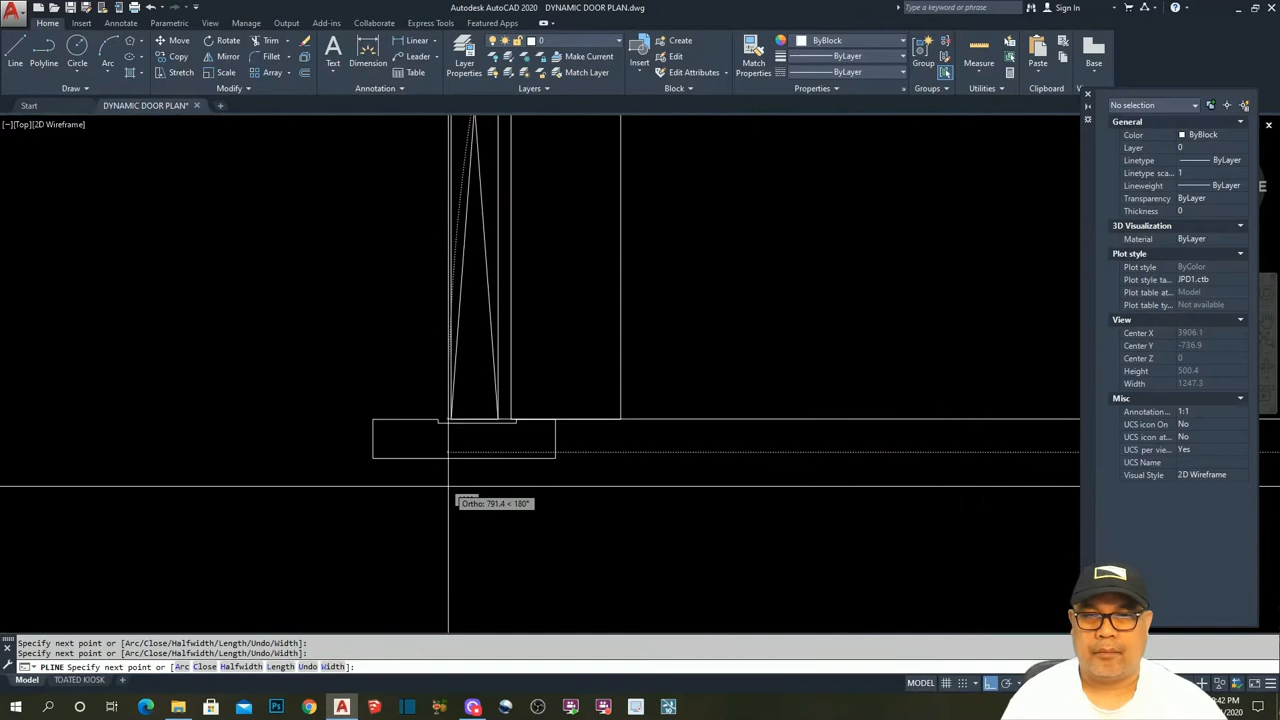 Autodesk AutoCAD 2020 DYNAMIC DOOR PLAN.dwg
Type a keyword or phrase
Sign In
Home Insert Annotate Parametric View Manage Output Add-ins Collaborate Express Tools Featured Apps
Line Polyline Circle Arc
Move Rotate Trim
Copy Mirror Fillet
Stretch Scale Array
Text Dimension
Linear
Leader
Table
Layer Properties
0
Make Current
Match Layer
Insert
Create
Edit
Edit Attributes
Match Properties
ByBlock
ByLayer
ByLayer
Group
Measure
Paste
Base
Draw Modify Annotation Layers Block Properties Groups Utilities Clipboard
Start DYNAMIC DOOR PLAN*
[−][Top][2D Wireframe]
No selection
General
Color ByBlock
Layer 0
Linetype ByLayer
Linetype sca... 1
Lineweight ByLayer
Transparency ByLayer
Thickness 0
3D Visualization
Material ByLayer
Plot style
Plot style ByColor
Plot style ta... JPD1.ctb
Plot table at... Model
Plot table ty... Not available
View
Center X 3906.1
Center Y -736.9
Center Z 0
Height 500.4
Width 1247.3
Misc
Annotation... 1:1
UCS icon On No
UCS icon at... No
UCS per vie... Yes
UCS Name
Visual Style 2D Wireframe
Ortho: 791.4 < 180°
Specify next point or [Arc/Close/Halfwidth/Length/Undo/Width]:
Specify next point or [Arc/Close/Halfwidth/Length/Undo/Width]:
PLINE Specify next point or [Arc Close Halfwidth Length Undo Width]:
Model TOATED KIOSK
MODEL